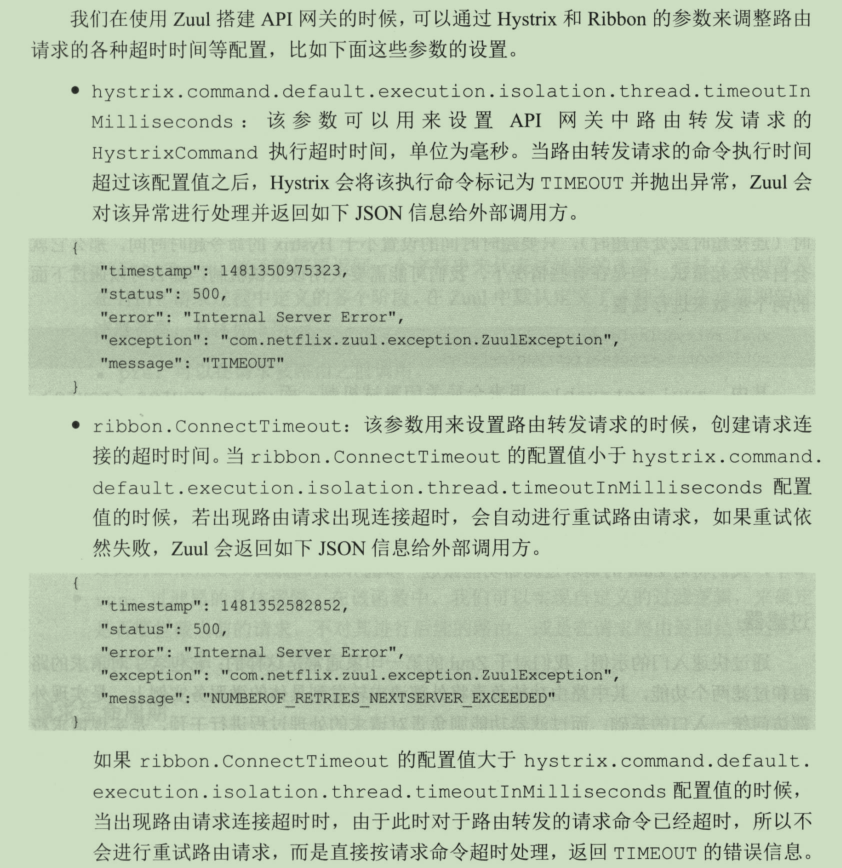 我们在使用 Zuul 搭建 API 网关的时候，可以通过 Hystrix 和 Ribbon 的参数来调整路由
请求的各种超时时间等配置，比如下面这些参数的设置。
• hystrix.command.default.execution.isolation.thread.timeoutIn
Milliseconds：该参数可以用来设置 API 网关中路由转发请求的
HystrixCommand 执行超时时间，单位为毫秒。当路由转发请求的命令执行时间
超过该配置值之后，Hystrix 会将该执行命令标记为 TIMEOUT 并抛出异常，Zuul 会
对该异常进行处理并返回如下 JSON 信息给外部调用方。
{
"timestamp": 1481350975323,
"status": 500,
"error": "Internal Server Error",
"exception": "com.netflix.zuul.exception.ZuulException",
"message": "TIMEOUT"
}
• ribbon.ConnectTimeout：该参数用来设置路由转发请求的时候，创建请求连
接的超时时间。当 ribbon.ConnectTimeout 的配置值小于 hystrix.command.
default.execution.isolation.thread.timeoutInMilliseconds 配置
值的时候，若出现路由请求出现连接超时，会自动进行重试路由请求，如果重试依
然失败，Zuul 会返回如下 JSON 信息给外部调用方。
{
"timestamp": 1481352582852,
"status": 500,
"error": "Internal Server Error",
"exception": "com.netflix.zuul.exception.ZuulException",
"message": "NUMBEROF_RETRIES_NEXTSERVER_EXCEEDED"
}
如果 ribbon.ConnectTimeout 的配置值大于 hystrix.command.default.
execution.isolation.thread.timeoutInMilliseconds 配置值的时候，
当出现路由请求连接超时时，由于此时对于路由转发的请求命令已经超时，所以不
会进行重试路由请求，而是直接按请求命令超时处理，返回 TIMEOUT 的错误信息。